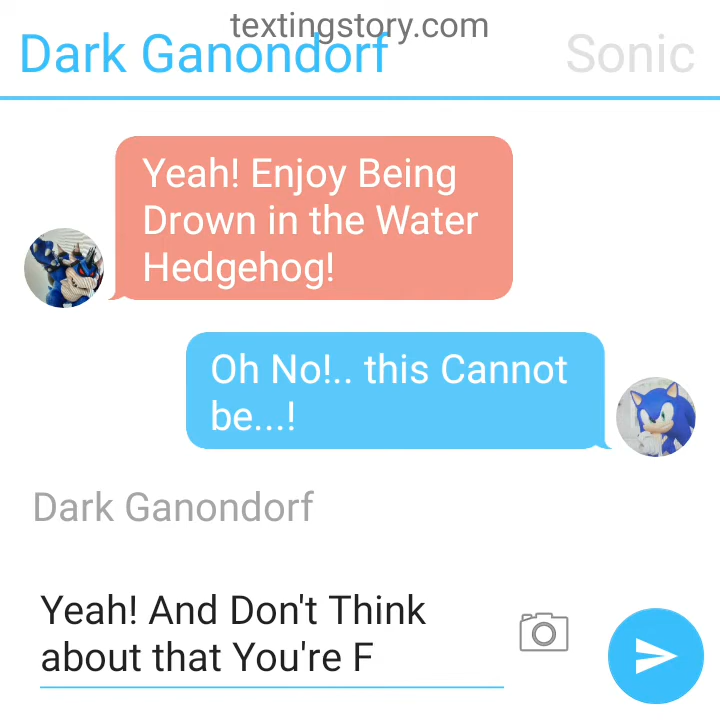 textingstory.com
Dark Ganondorf
Sonic
Yeah! Enjoy Being
Drown in the Water
Hedgehog!
Oh No!.. this Cannot
be...!
Dark Ganondorf
Yeah! And Don't Think
about that You're F